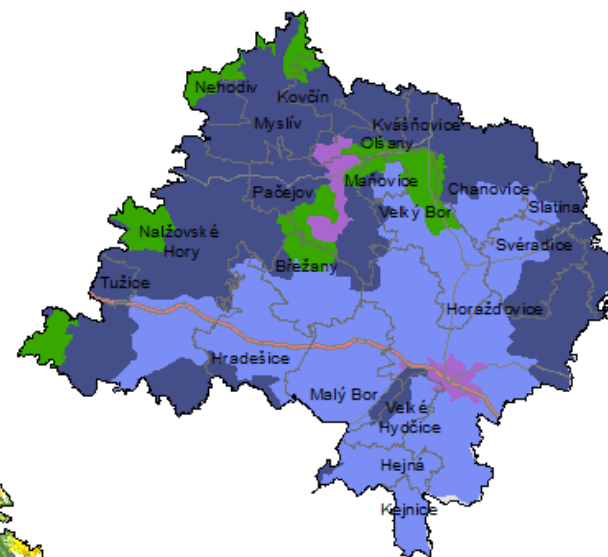 Nehodiv
Kovčín
Myslív
Kvášňovice
Olšany
Pačejov
Maňovice
Chanovice
Velký Bor
Slatina
Nalžovské
Hory
Svéradice
Břežany
Tužice
Horažďovice
Hradešice
Malý Bor
Velké
Hydčice
Hejná
Kejnice